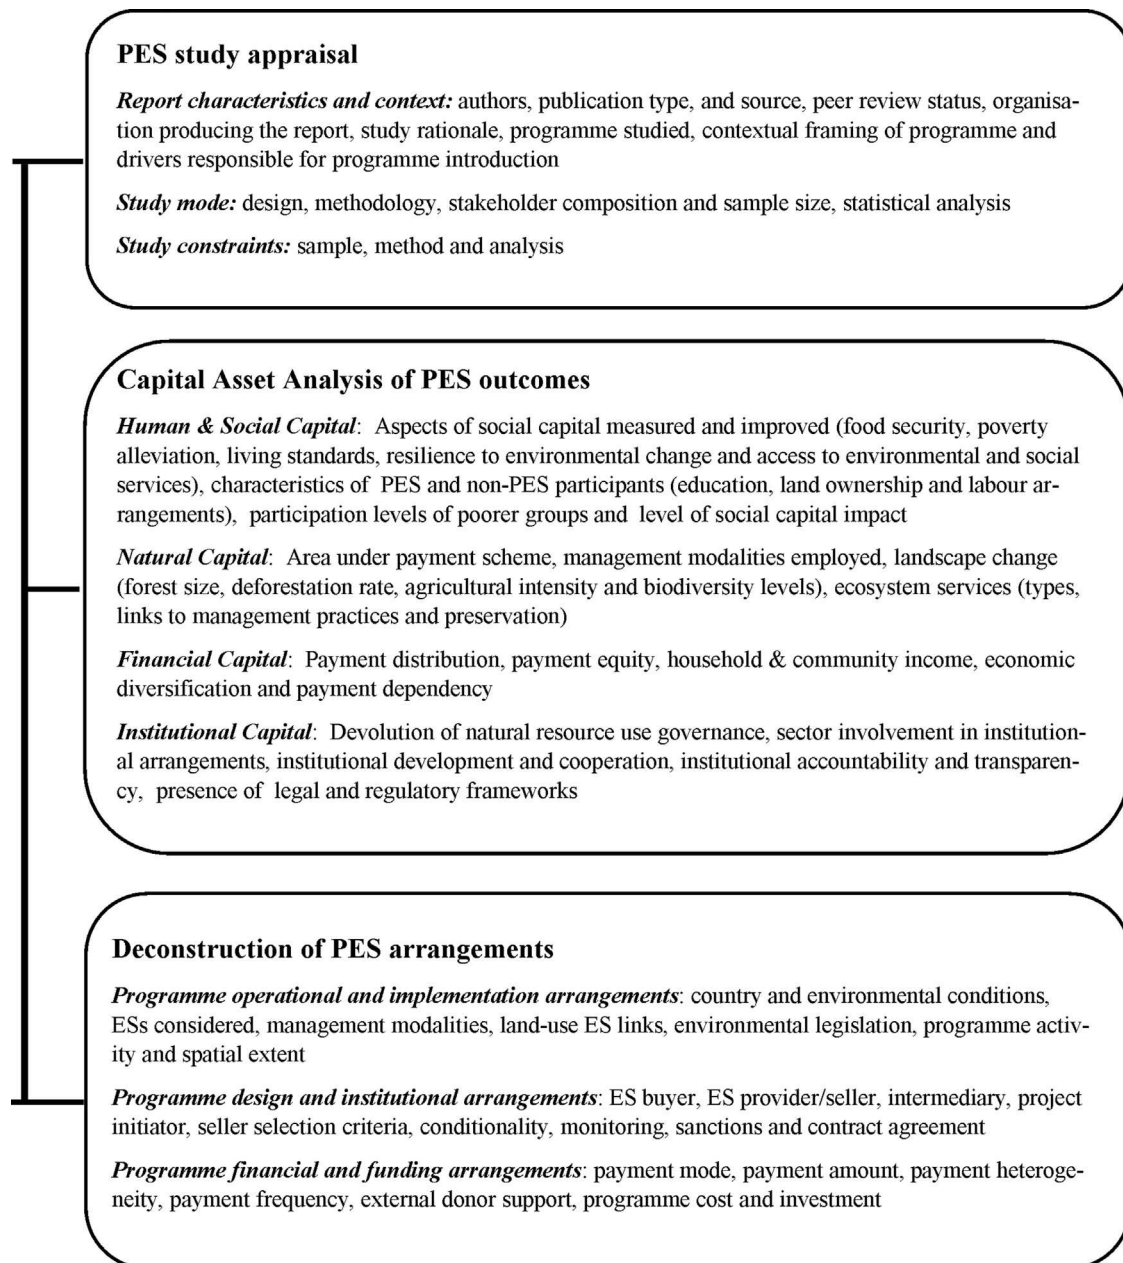 PES study appraisal
Report characteristics and context: authors, publication type, and source, peer review status, organisa-
tion producing the report, study rationale, programme studied, contextual framing of programme and
drivers responsible for programme introduction
Study mode: design, methodology, stakeholder composition and sample size, statistical analysis
Study constraints: sample, method and analysis
Capital Asset Analysis of PES outcomes
Human & Social Capital: Aspects of social capital measured and improved (food security, poverty
alleviation, living standards, resilience to environmental change and access to environmental and social
services), characteristics of PES and non-PES participants (education, land ownership and labour ar-
rangements), participation levels of poorer groups and level of social capital impact
Natural Capital: Area under payment scheme, management modalities employed, landscape change
(forest size, deforestation rate, agricultural intensity and biodiversity levels), ecosystem services (types,
links to management practices and preservation)
Financial Capital: Payment distribution, payment equity, household & community income, economic
diversification and payment dependency
Institutional Capital: Devolution of natural resource use governance, sector involvement in institution-
al arrangements, institutional development and cooperation, institutional accountability and transparen-
cy, presence of legal and regulatory frameworks
Deconstruction of PES arrangements
Programme operational and implementation arrangements: country and environmental conditions,
ESs considered, management modalities, land-use ES links, environmental legislation, programme activ-
ity and spatial extent
Programme design and institutional arrangements: ES buyer, ES provider/seller, intermediary, project
initiator, seller selection criteria, conditionality, monitoring, sanctions and contract agreement
Programme financial and funding arrangements: payment mode, payment amount, payment heteroge-
neity, payment frequency, external donor support, programme cost and investment